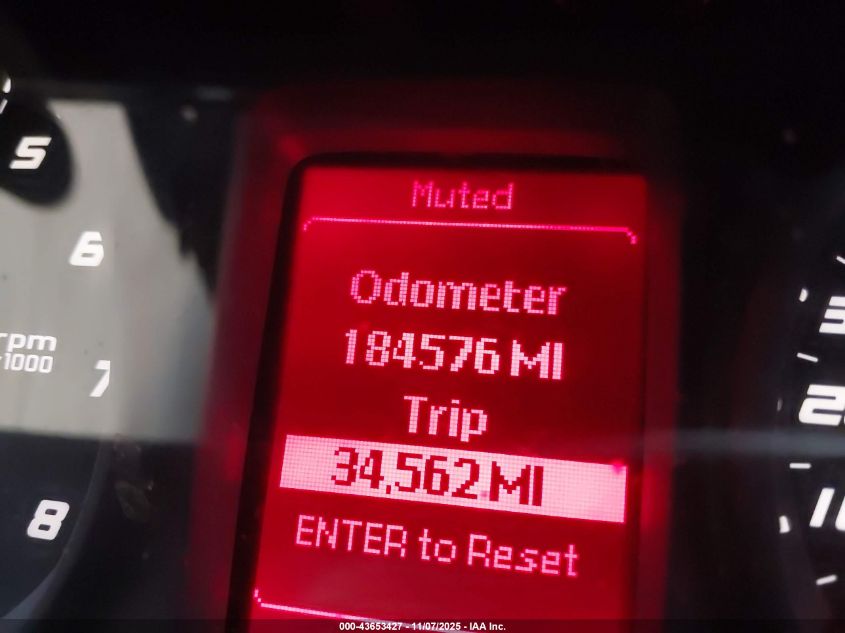 Muted
Odometer
184576 MI
Trip
34.562 MI
ENTER to Reset
5
6
rpm
x1000
7
8
000-43653427 - 11/07/2025 - IAA Inc.